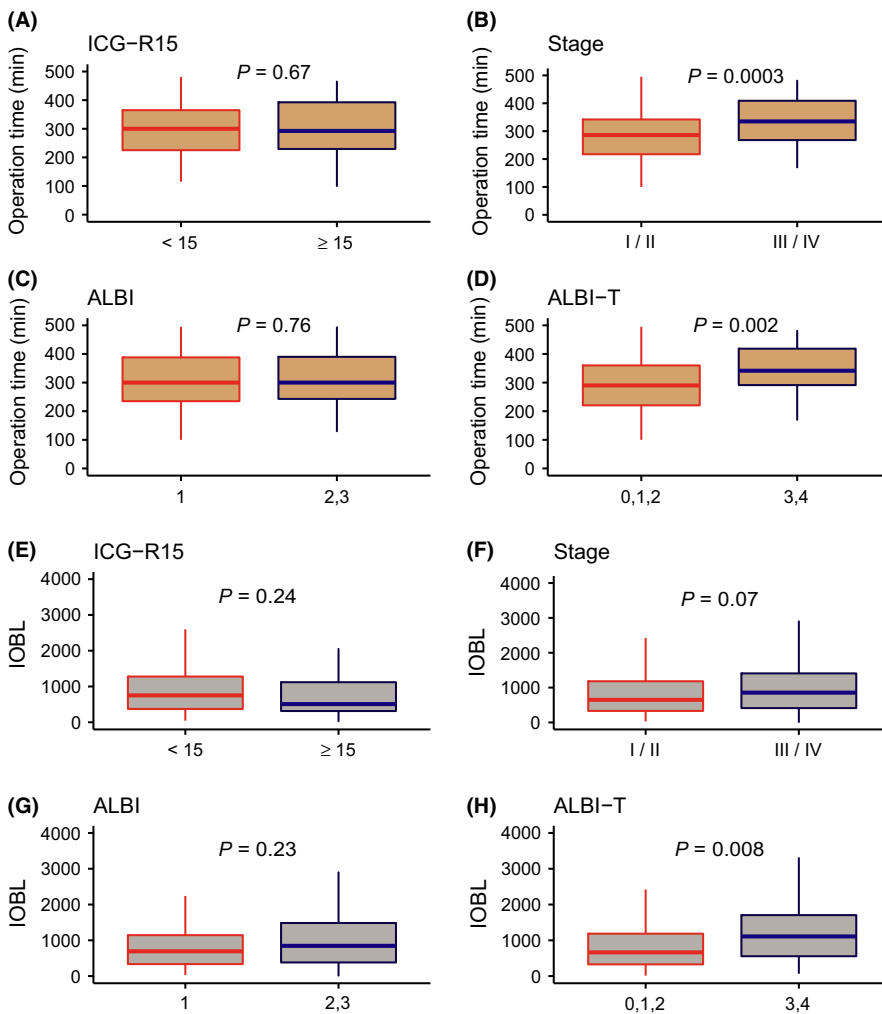 (A)
ICG−R15
P = 0.67
Operation time (min)
500
400
300
200
100
0
< 15
≥ 15
(B)
Stage
P = 0.0003
Operation time (min)
500
400
300
200
100
0
I / II
III / IV
(C)
ALBI
P = 0.76
Operation time (min)
500
400
300
200
100
0
1
2,3
(D)
ALBI−T
P = 0.002
Operation time (min)
500
400
300
200
100
0
0,1,2
3,4
(E)
ICG−R15
P = 0.24
IOBL
4000
3000
2000
1000
0
< 15
≥ 15
(F)
Stage
P = 0.07
IOBL
4000
3000
2000
1000
0
I / II
III / IV
(G)
ALBI
P = 0.23
IOBL
4000
3000
2000
1000
0
1
2,3
(H)
ALBI−T
P = 0.008
IOBL
4000
3000
2000
1000
0
0,1,2
3,4